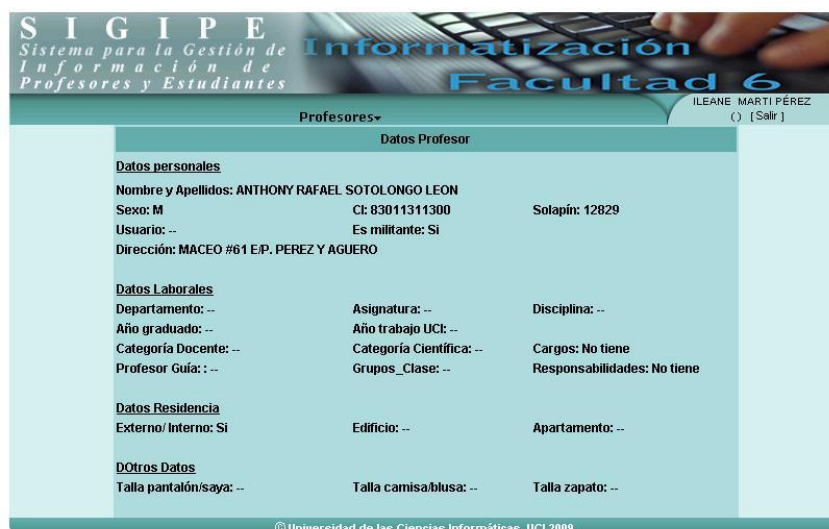 S I G I P E
Sistema para la Gestión de
Información de
Profesores y Estudiantes
Informatización
Facultad 6
ILEANE MARTI PÉREZ
() [ Salir ]
Profesores
Datos Profesor
Datos personales
Nombre y Apellidos: ANTHONY RAFAEL SOTOLONGO LEON
Sexo: M CI: 83011311300 Solapín: 12829
Usuario: -- Es militante: Si
Dirección: MACEO #61 E/P. PEREZ Y AGUERO
Datos Laborales
Departamento: -- Asignatura: -- Disciplina: --
Año graduado: -- Año trabajo UCI: --
Categoría Docente: -- Categoría Científica: -- Cargos: No tiene
Profesor Guía: : -- Grupos_Clase: -- Responsabilidades: No tiene
Datos Residencia
Externo/ Interno: Si Edificio: -- Apartamento: --
DOtros Datos
Talla pantalón/saya: -- Talla camisa/blusa: -- Talla zapato: --
© Universidad de las Ciencias Informáticas. UCI 2009